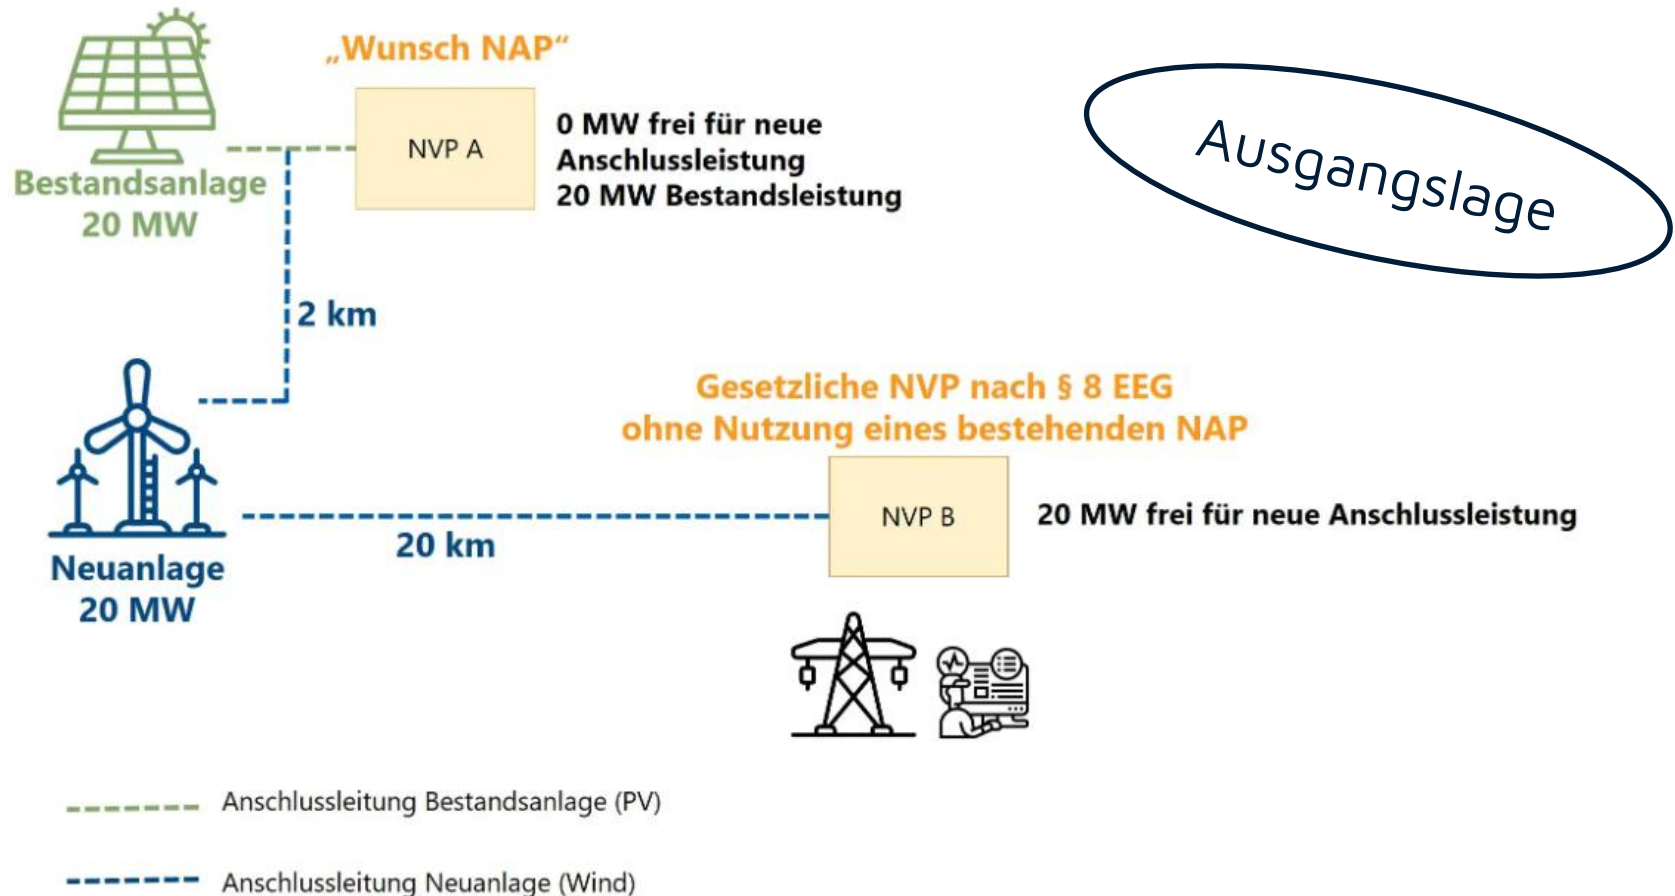 „Wunsch NAP“
NVP A
0 MW frei für neue
Anschlussleistung
20 MW Bestandsleistung
Ausgangslage
Bestandsanlage
20 MW
2 km
Gesetzliche NVP nach § 8 EEG
ohne Nutzung eines bestehenden NAP
NVP B
20 MW frei für neue Anschlussleistung
20 km
Neuanlage
20 MW
Anschlussleitung Bestandsanlage (PV)
Anschlussleitung Neuanlage (Wind)